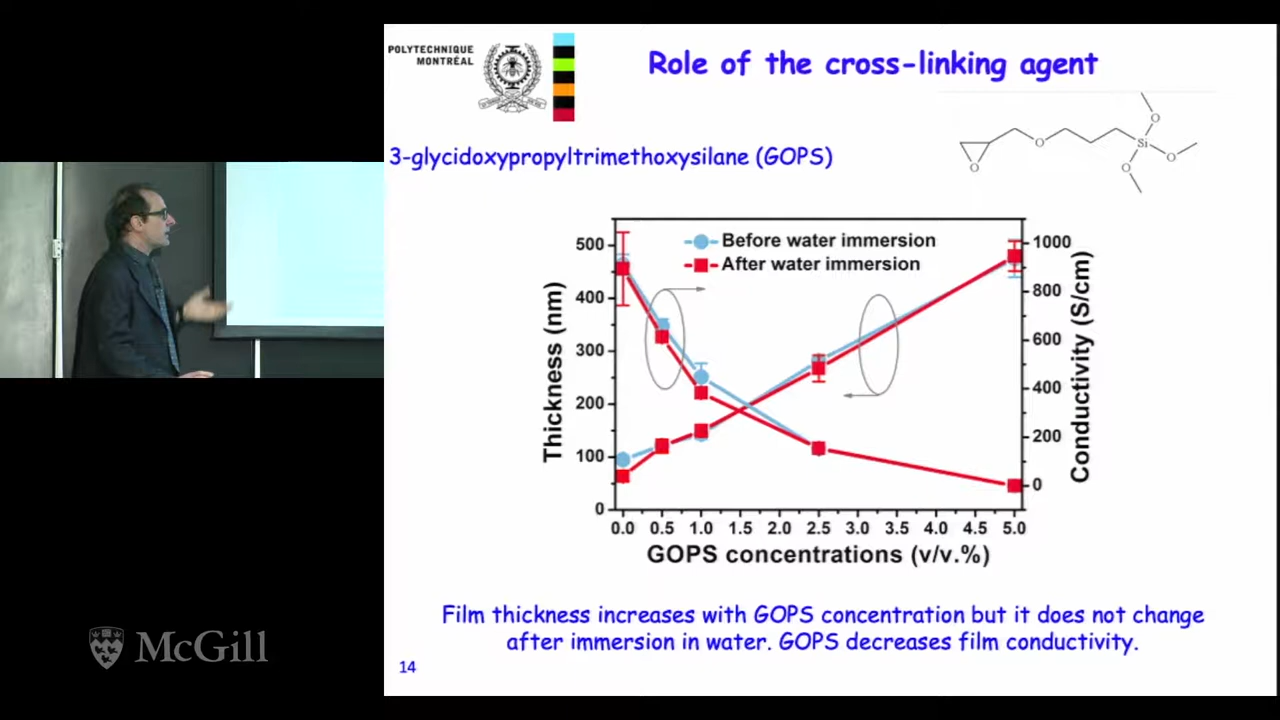 POLYTECHNIQUE
MONTRÉAL
Role of the cross-linking agent
3-glycidoxypropyltrimethoxysilane (GOPS)
O
O
Si
O
O
O
Before water immersion
After water immersion
Thickness (nm)
500
400
300
200
100
0
1000
800
600
400
200
0
Conductivity (S/cm)
0.0 0.5 1.0 1.5 2.0 2.5 3.0 3.5 4.0 4.5 5.0
GOPS concentrations (v/v.%)
Film thickness increases with GOPS concentration but it does not change
after immersion in water. GOPS decreases film conductivity.
14
McGill